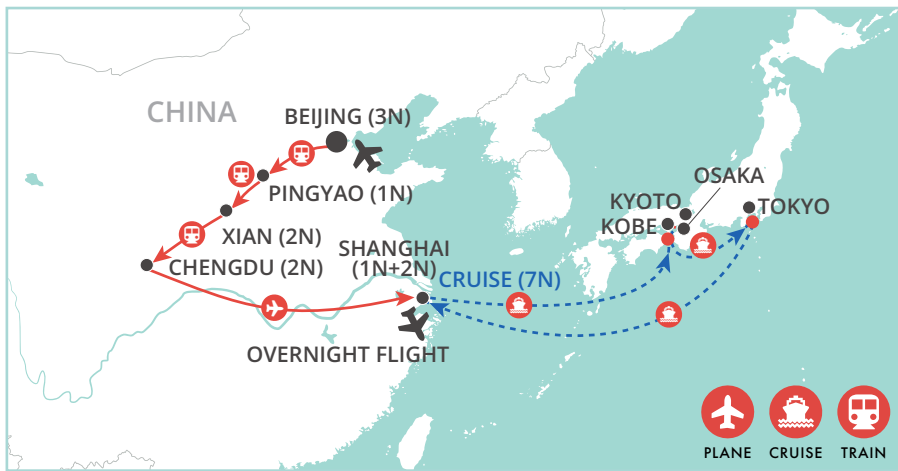 CHINA
BEIJING (3N)
PINGYAO (1N)
XIAN (2N)
CHENGDU (2N)
SHANGHAI
(1N+2N)
CRUISE (7N)
OVERNIGHT FLIGHT
OSAKA
KYOTO
KOBE
TOKYO
PLANE
CRUISE
TRAIN